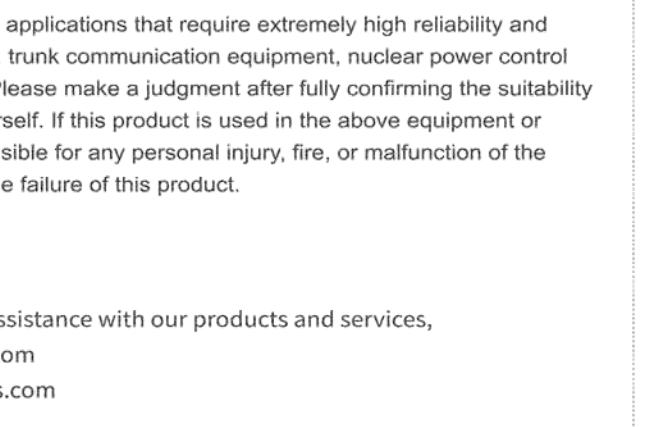 applications that require extremely high reliability and
trunk communication equipment, nuclear power control
lease make a judgment after fully confirming the suitability
rself. If this product is used in the above equipment or
sible for any personal injury, fire, or malfunction of the
e failure of this product.
ssistance with our products and services,
om
s.com